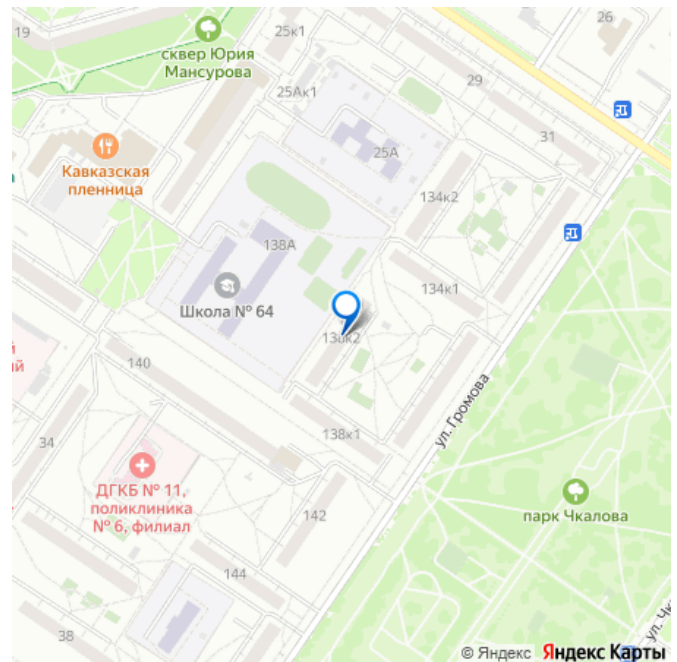 19
25к1
26
сквер Юрия
Мансурова
29
25Ак1
31
Кавказская
пленница
25А
134к2
138А
134к1
Школа № 64
140
ул. Громова
34
138к1
ДГКБ № 11,
поликлиника
№ 6, филиал
142
парк Чкалова
144
38
© Яндекс Яндекс Карты